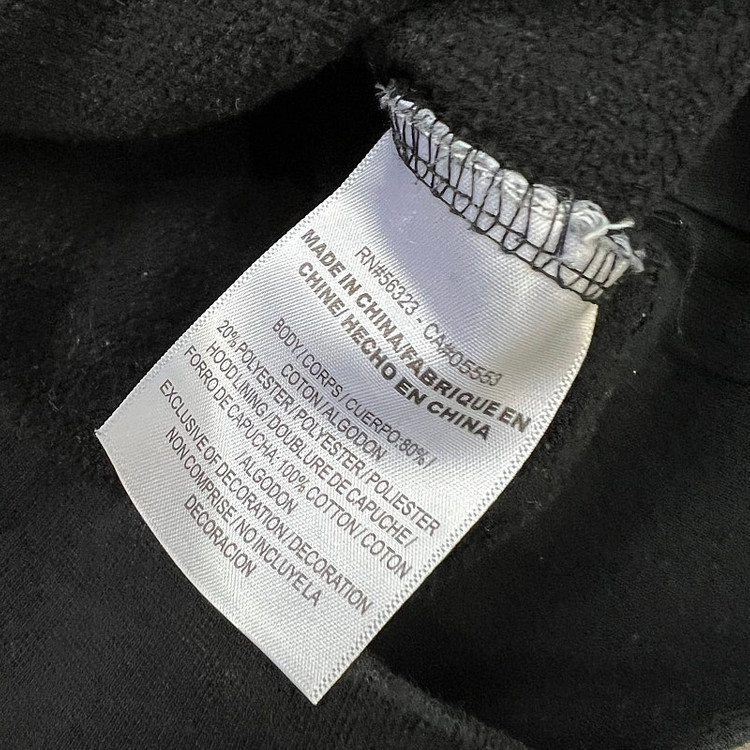 RN#56323 - CA#05553
MADE IN CHINA/FABRIQUE EN
CHINE/ HECHO EN CHINA
BODY/CORPS/CUERPO:80%/
COTON/ALGODON
20% POLYESTER/POLYESTER/POLIESTER
HOOD LINING/DOUBLURE DE CAPUCHE/
FORRO DE CAPUCHA 100% COTTON/COTON
/ALGODON
EXCLUSIVE OF DECORATION/DECORATION
NON COMPRISE/NO INCLUYE LA
DECORACION